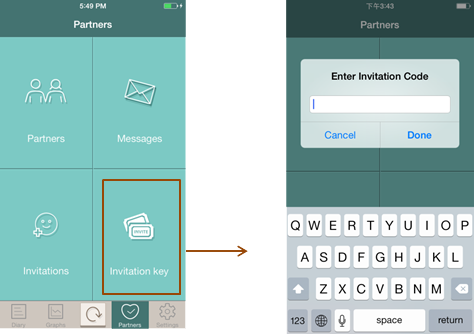 5:49 PM
Partners
Partners
Messages
INVITE
Invitations
Invitation key
Diary
Graphs
Partners
Settings
下午3:43
Partners
Enter Invitation Code
Cancel
Done
Q W E R T Y U I O P
A S D F G H J K L
Z X C V B N M
123
space
return